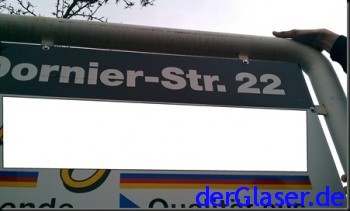 Dornier-Str. 22
derGlaser.de